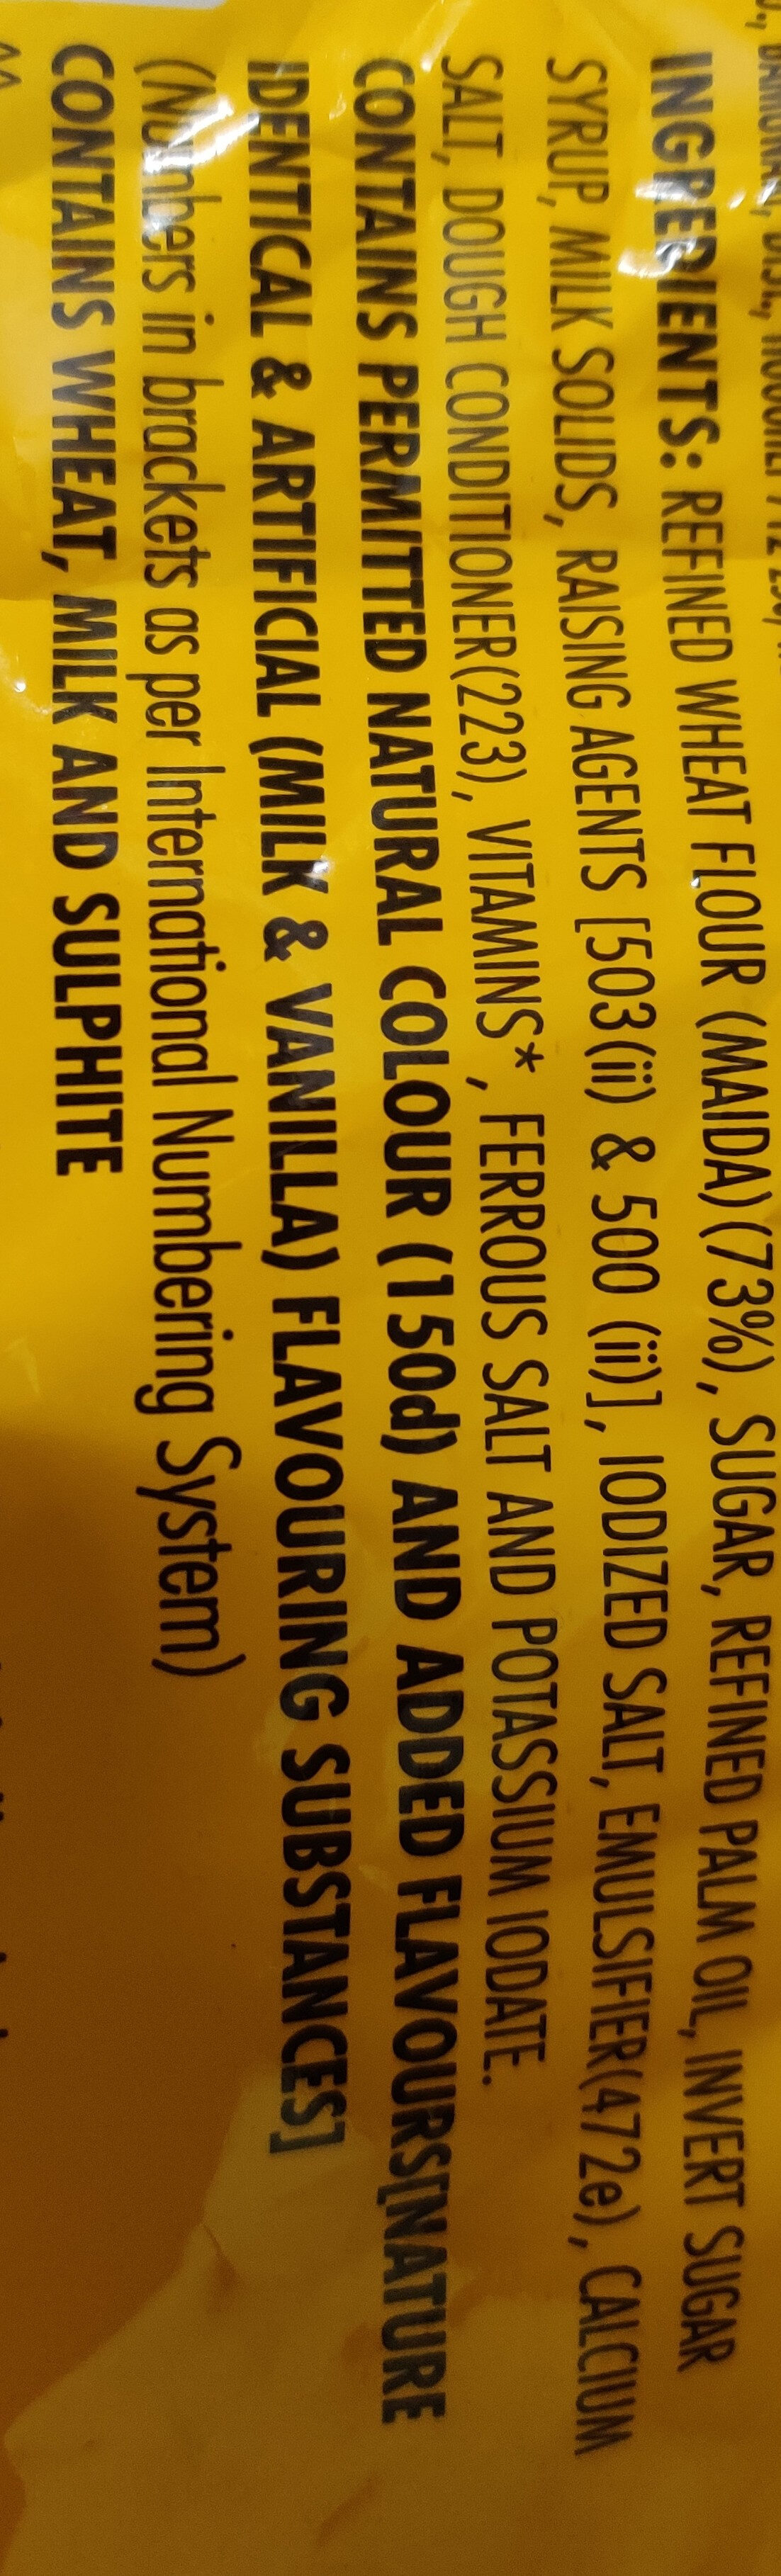 INGREDIENTS: REFINED WHEAT FLOUR (MAIDA) (73%), SUGAR, REFINED PALM OIL, INVERT SUGAR
SYRUP, MILK SOLIDS, RAISING AGENTS [503(ii) & 500 (ii)], IODIZED SALT, EMULSIFIER(472e), CALCIUM
SALT, DOUGH CONDITIONER(223), VITAMINS*, FERROUS SALT AND POTASSIUM IODATE.
CONTAINS PERMITTED NATURAL COLOUR (150d) AND ADDED FLAVOURS[NATURE
IDENTICAL & ARTIFICIAL (MILK & VANILLA) FLAVOURING SUBSTANCES]
(Numbers in brackets as per International Numbering System)
CONTAINS WHEAT, MILK AND SULPHITE